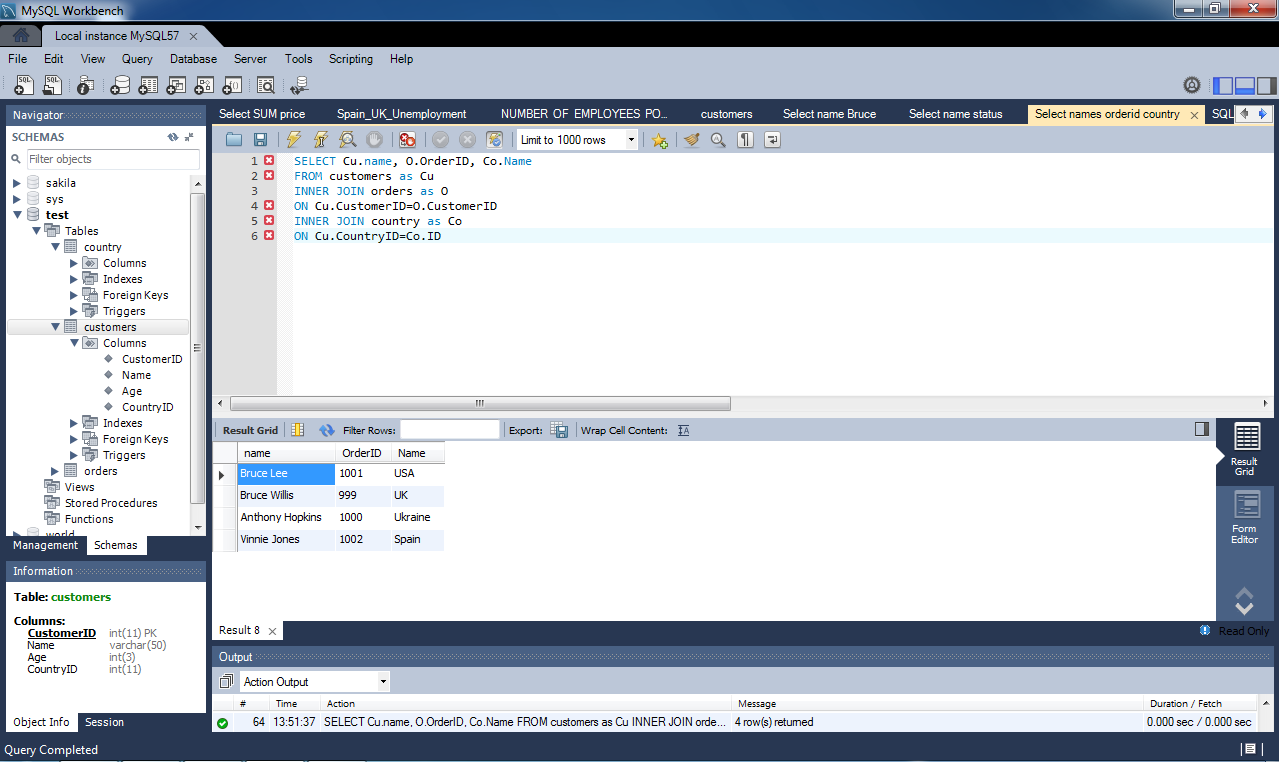 MySQL Workbench
Local instance MySQL57
File Edit View Query Database Server Tools Scripting Help
Navigator
SCHEMAS
Filter objects
sakila
sys
test
Tables
country
Columns
Indexes
Foreign Keys
Triggers
customers
Columns
CustomerID
Name
Age
CountryID
Indexes
Foreign Keys
Triggers
orders
Views
Stored Procedures
Functions
world
Management Schemas
Information
Table: customers
Columns:
CustomerID int(11) PK
Name varchar(50)
Age int(3)
CountryID int(11)
Object Info Session
Select SUM price Spain_UK_Unemployment NUMBER OF EMPLOYEES PO... customers Select name Bruce Select name status Select names orderid country SQL
Limit to 1000 rows
1 SELECT Cu.name, O.OrderID, Co.Name
2 FROM customers as Cu
3 INNER JOIN orders as O
4 ON Cu.CustomerID=O.CustomerID
5 INNER JOIN country as Co
6 ON Cu.CountryID=Co.ID
Result Grid Filter Rows: Export: Wrap Cell Content:
name OrderID Name
Bruce Lee 1001 USA
Bruce Willis 999 UK
Anthony Hopkins 1000 Ukraine
Vinnie Jones 1002 Spain
Result
Grid
Form
Editor
Result 8 Read Only
Output
Action Output
# Time Action Message Duration / Fetch
64 13:51:37 SELECT Cu.name, O.OrderID, Co.Name FROM customers as Cu INNER JOIN orde... 4 row(s) returned 0.000 sec / 0.000 sec
Query Completed